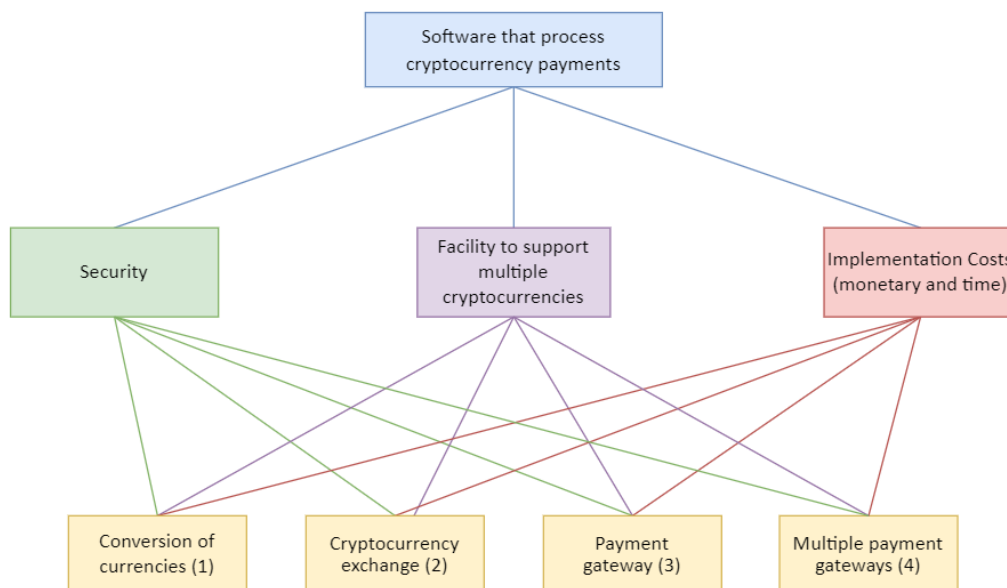 Software that process
cryptocurrency payments
Security
Facility to support
multiple
cryptocurrencies
Implementation Costs
(monetary and time)
Conversion of
currencies (1)
Cryptocurrency
exchange (2)
Payment
gateway (3)
Multiple payment
gateways (4)